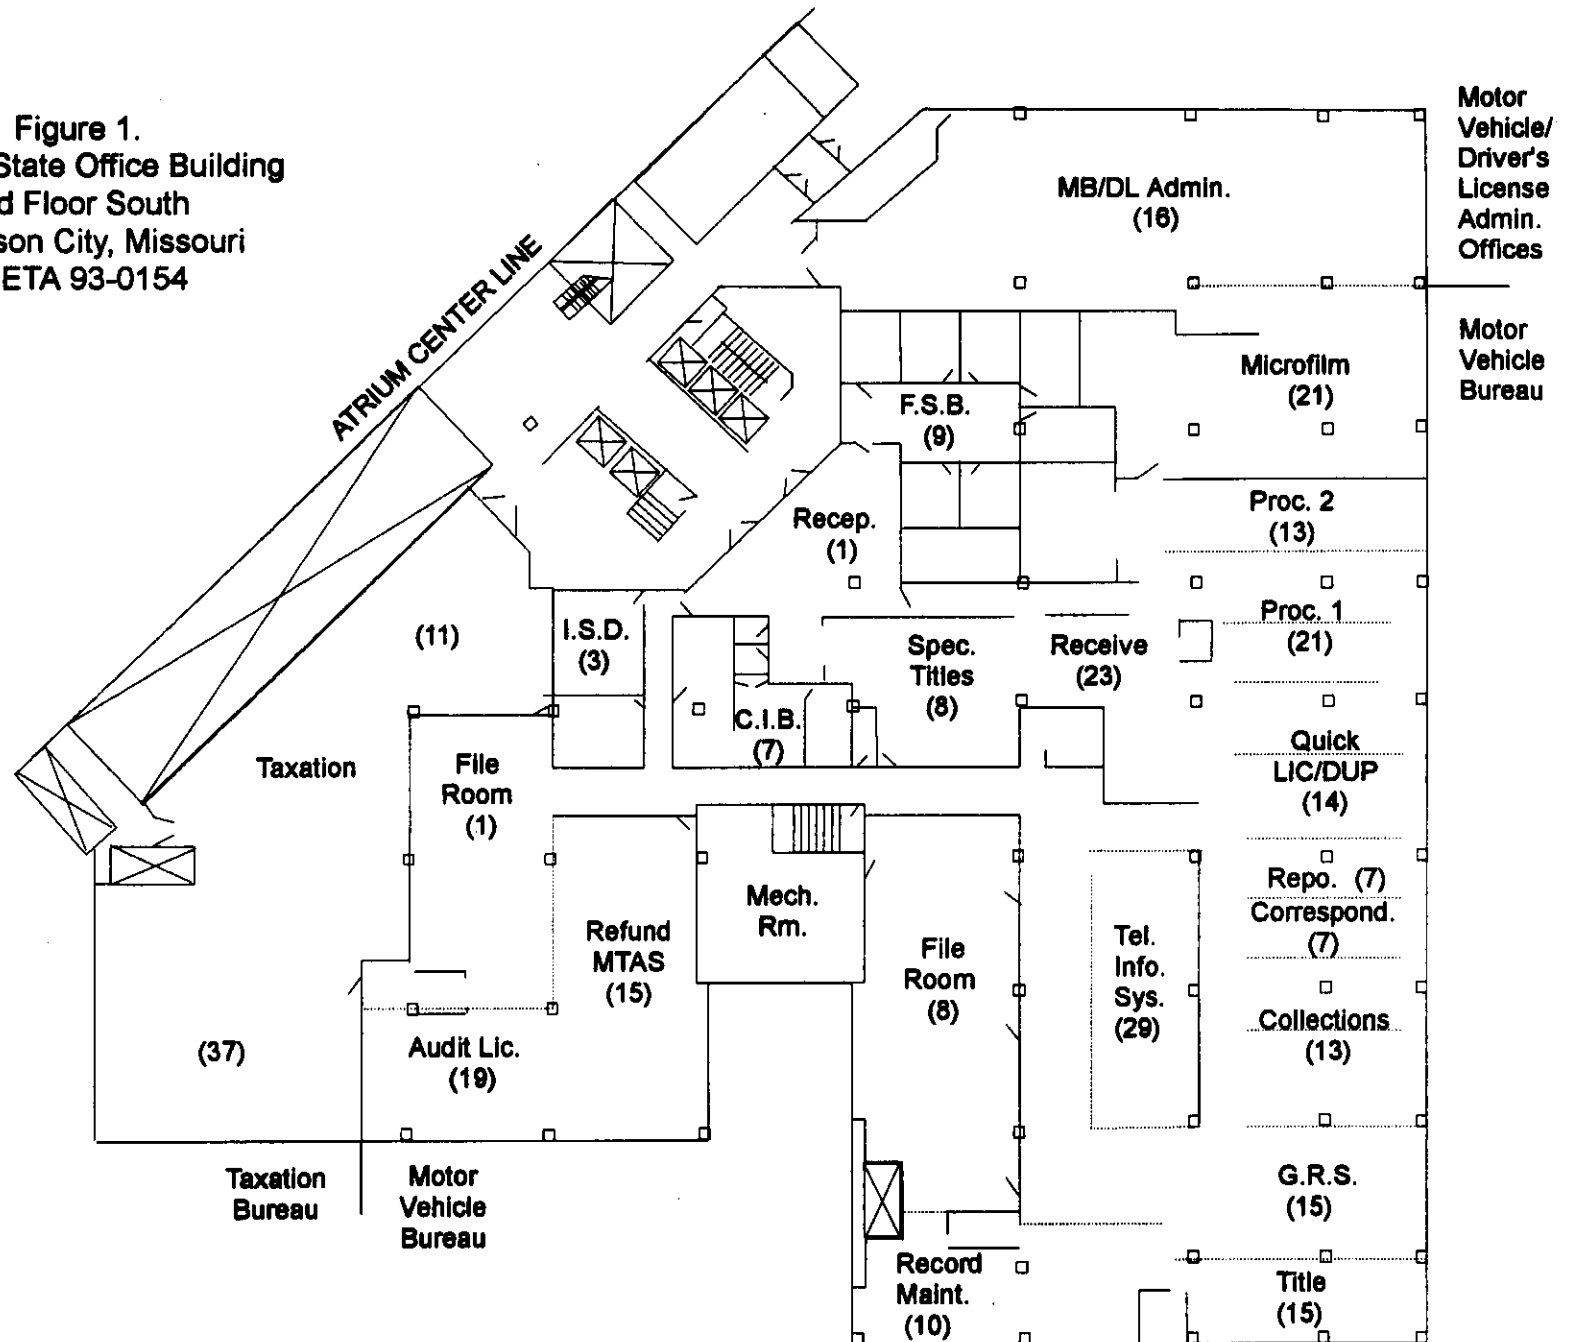 Figure 1.
State Office Building
d Floor South
son City, Missouri
ETA 93-0154
ATRIUM CENTER LINE
Motor
Vehicle/
Driver's
License
Admin.
Offices
MB/DL Admin.
(16)
Motor
Vehicle
Bureau
Microfilm
(21)
F.S.B.
(9)
Proc. 2
(13)
Recep.
(1)
Proc. 1
(21)
(11)
I.S.D.
(3)
Spec.
Titles
(8)
Receive
(23)
C.I.B.
(7)
Quick
LIC/DUP
(14)
Taxation
File
Room
(1)
Repo. (7)
Correspond.
(7)
Mech.
Rm.
Refund
MTAS
(15)
File
Room
(8)
Tel.
Info.
Sys.
(29)
Collections
(13)
(37)
Audit Lic.
(19)
Taxation
Bureau
Motor
Vehicle
Bureau
G.R.S.
(15)
Record
Maint.
(10)
Title
(15)